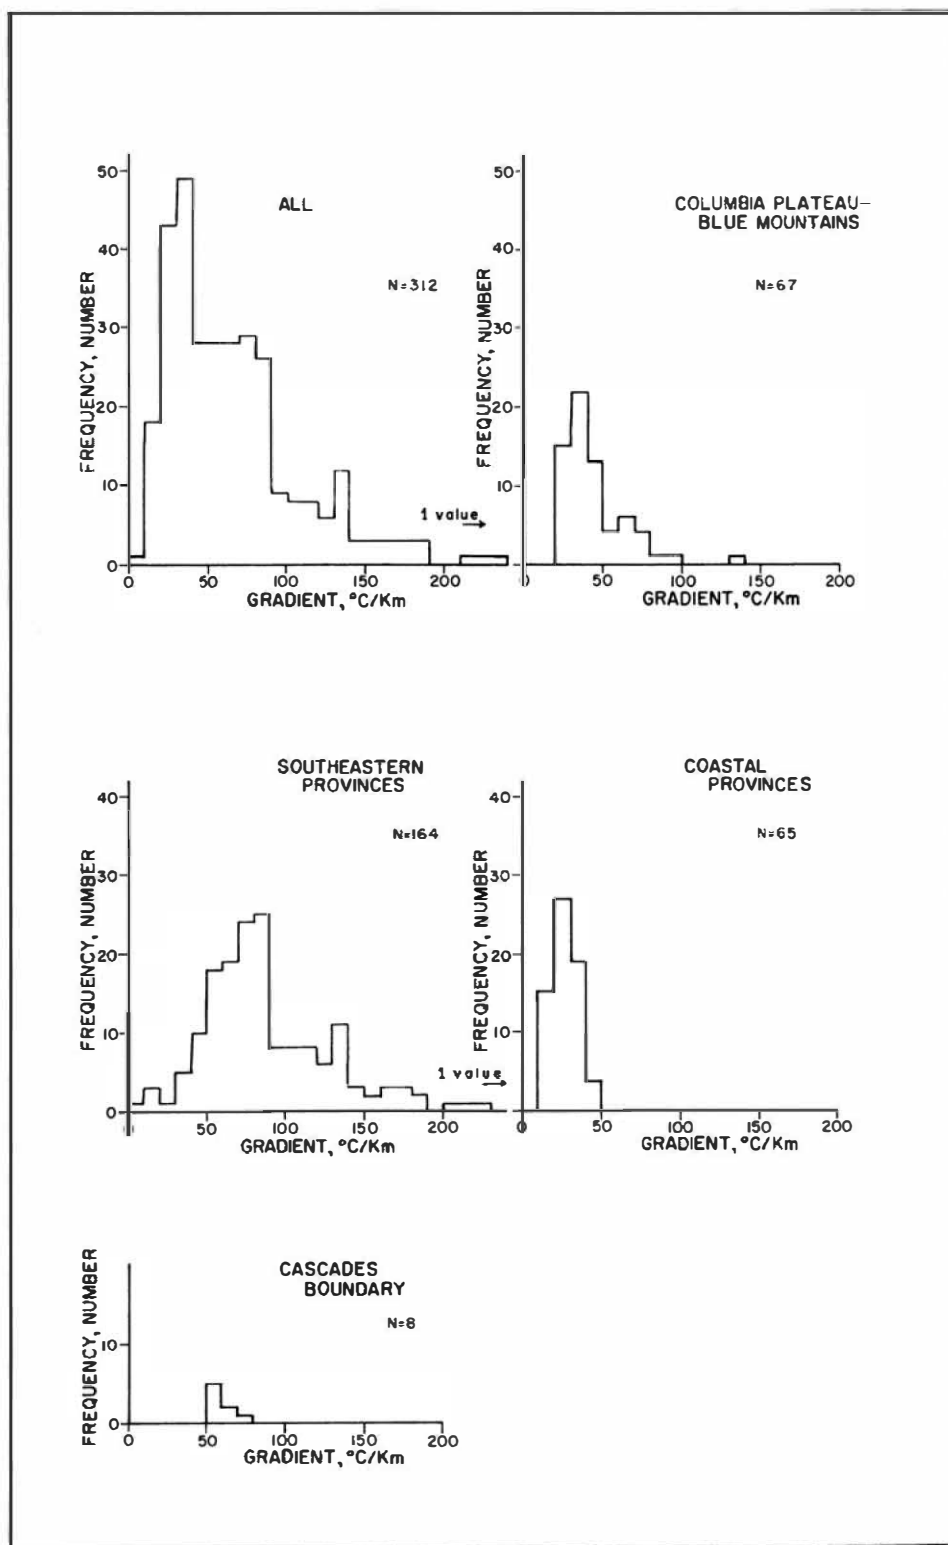 ALL
N=312
FREQUENCY, NUMBER
50
40
30
20
10
0
1 value
0 50 100 150 200
GRADIENT, °C/Km
COLUMBIA PLATEAU–
BLUE MOUNTAINS
N=67
FREQUENCY, NUMBER
50
40
30
20
10
0 50 100 150 200
GRADIENT, °C/Km
SOUTHEASTERN
PROVINCES
N=164
FREQUENCY, NUMBER
40
30
20
10
0
1 value
50 100 150 200
GRADIENT, °C/Km
COASTAL
PROVINCES
N=65
FREQUENCY, NUMBER
40
30
20
10
0 50 100 150 200
GRADIENT, °C/Km
CASCADES
BOUNDARY
N=8
FREQUENCY, NUMBER
10
0
0 50 100 150 200
GRADIENT, °C/Km